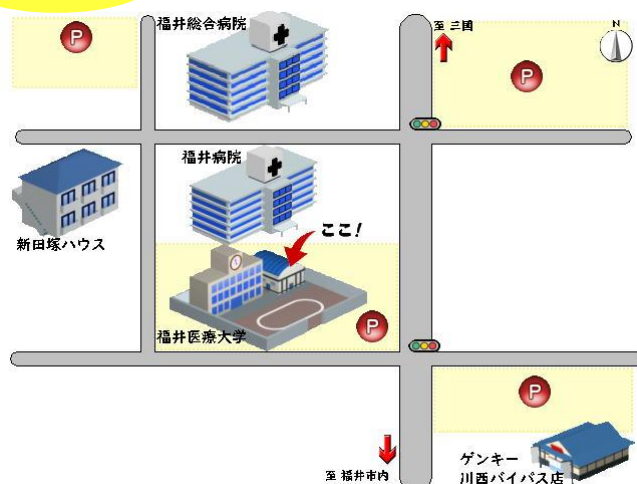 福井総合病院
至 三国
N
P
P
福井病院
ここ!
新田塚ハウス
福井医療大学
P
P
至 福井市内
ゲンキー
川西バイパス店